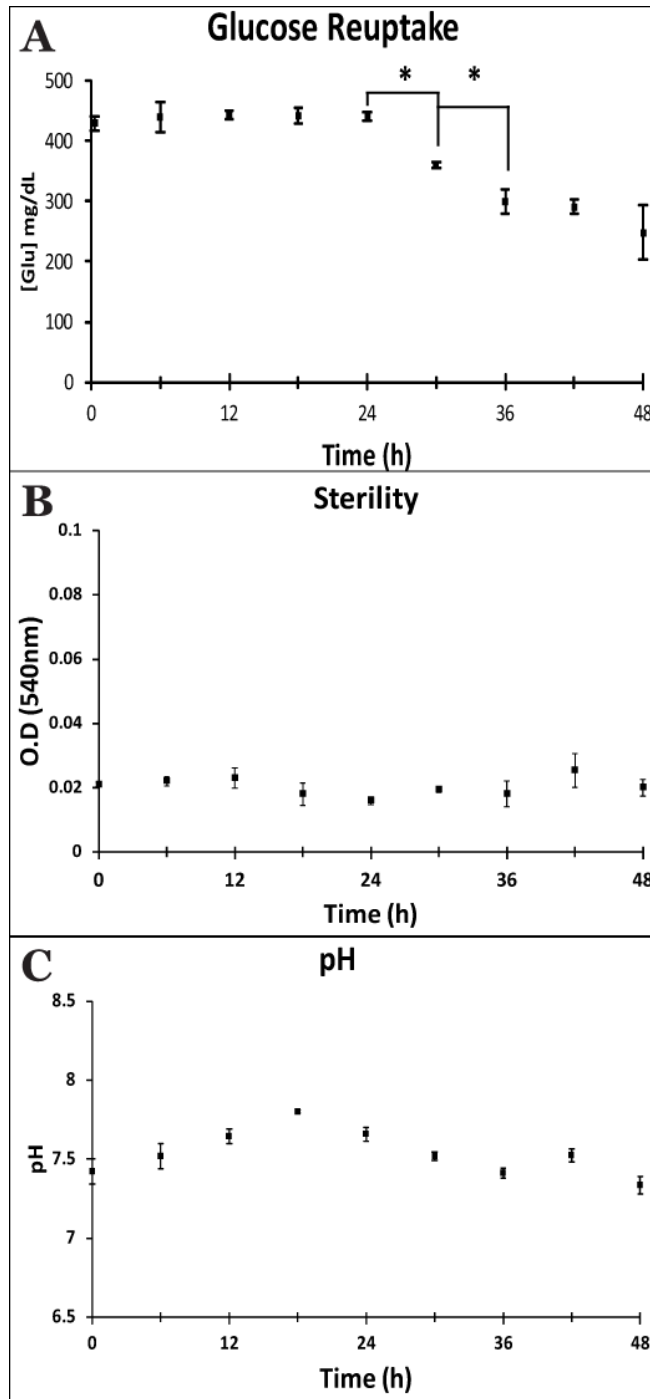 A
Glucose Reuptake
*
*
500
400
300
200
100
0
[Glu] mg/dL
0 12 24 36 48
Time (h)
B
Sterility
0.1
0.08
0.06
0.04
0.02
0
O.D (540nm)
0 12 24 36 48
Time (h)
C
pH
8.5
8
7.5
7
6.5
pH
0 12 24 36 48
Time (h)